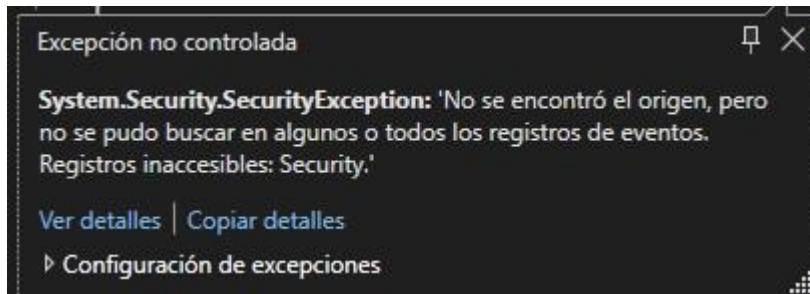 Excepción no controlada
System.Security.SecurityException: 'No se encontró el origen, pero
no se pudo buscar en algunos o todos los registros de eventos.
Registros inaccesibles: Security.'
Ver detalles | Copiar detalles
Configuración de excepciones